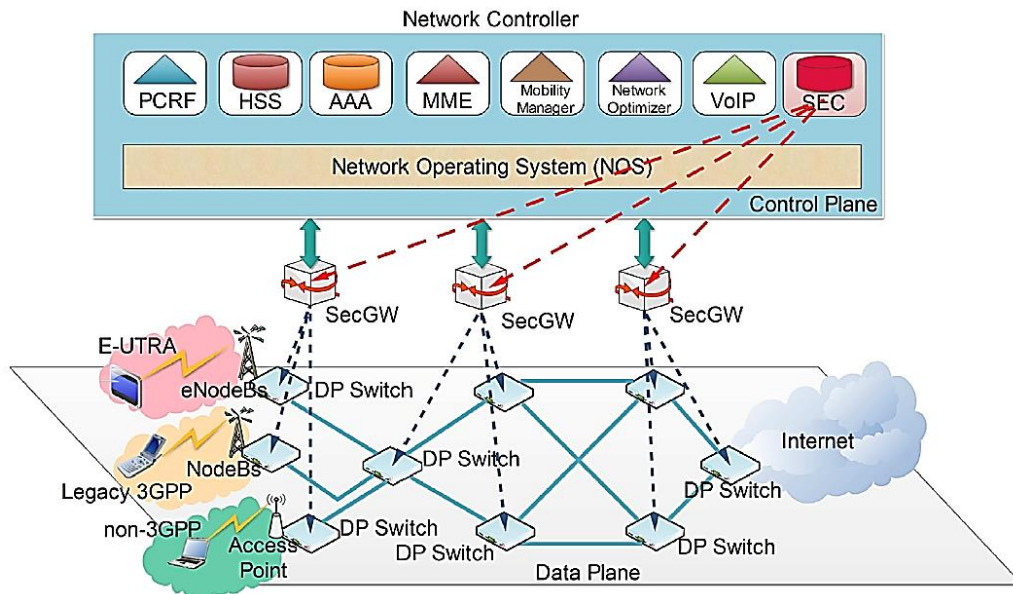 Network Controller
PCRF
HSS
AAA
MME
Mobility
Manager
Network
Optimizer
VoIP
SEC
Network Operating System (NOS)
Control Plane
SecGW
SecGW
SecGW
E-UTRA
eNodeBs
DP Switch
Internet
NodeBs
DP Switch
DP Switch
Legacy 3GPP
non-3GPP
Access
Point
DP Switch
DP Switch
DP Switch
Data Plane